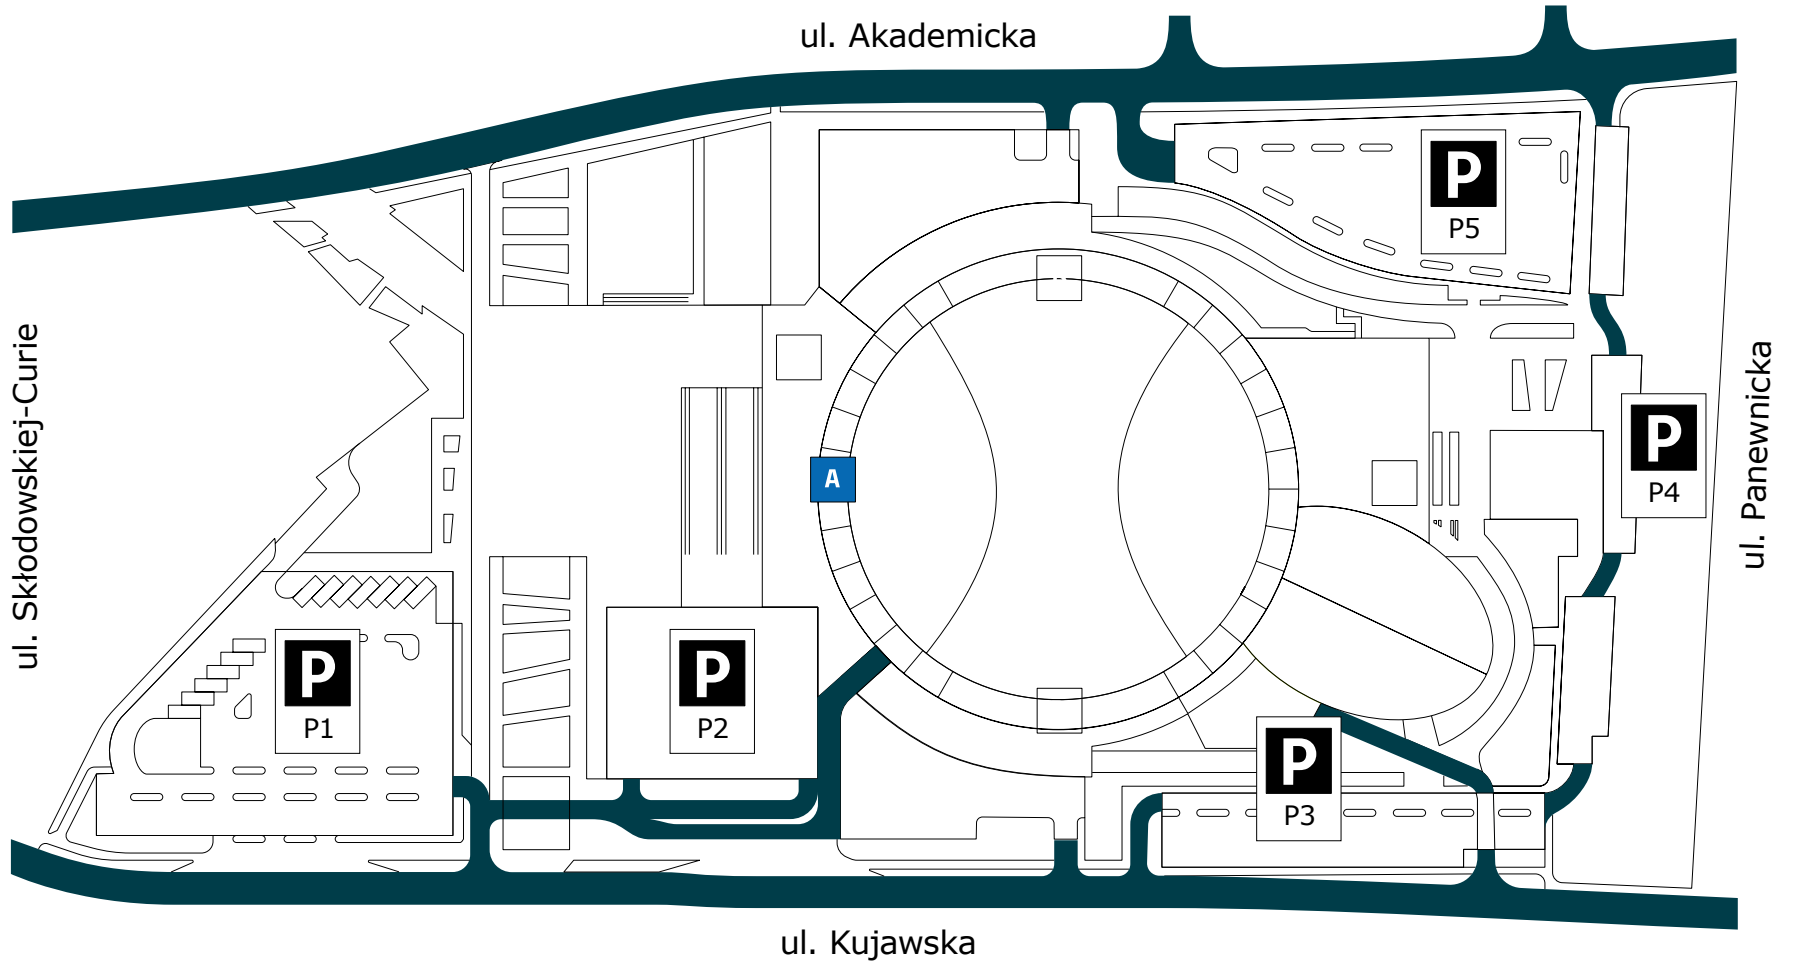 ul. Akademicka
P
P5
ul. Skłodowskiej-Curie
ul. Panewnicka
P
P4
A
P
P1
P
P2
P
P3
ul. Kujawska